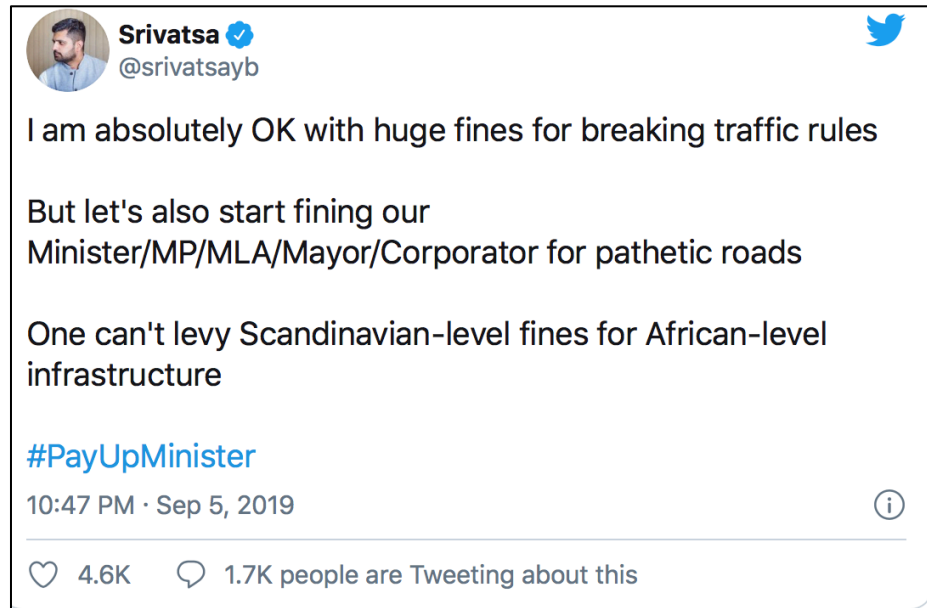 Srivatsa
@srivatsayb
I am absolutely OK with huge fines for breaking traffic rules
But let's also start fining our
Minister/MP/MLA/Mayor/Corporator for pathetic roads
One can't levy Scandinavian-level fines for African-level
infrastructure
#PayUpMinister
10:47 PM · Sep 5, 2019
4.6K 1.7K people are Tweeting about this